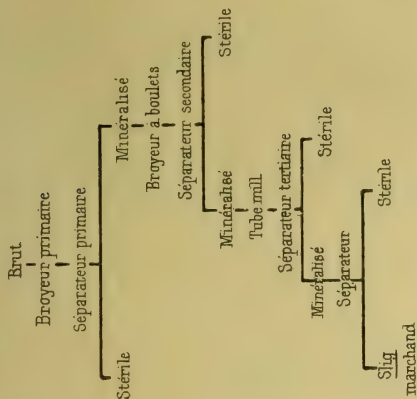 Brut
Broyeur primaire
Séparateur primaire
Stérile
Minéralisé
Broyeur à boulets
Séparateur secondaire
Minéralisé
Stérile
Tube mill
Séparateur tertiaire
Minéralisé
Stérile
Séparateur
Slig
marchand
Stérile